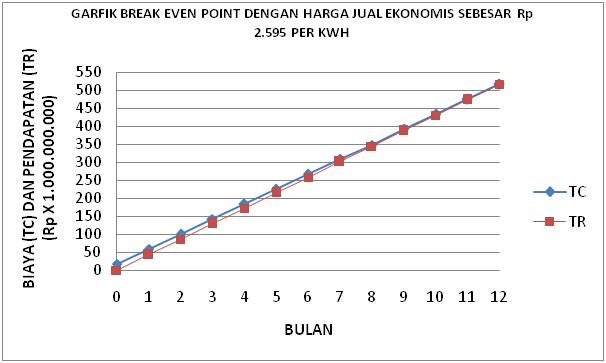 GARFIK BREAK EVEN POINT DENGAN HARGA JUAL EKONOMIS SEBESAR Rp
2.595 PER KWH
BIAYA (TC) DAN PENDAPATAN (TR)
(Rp X 1.000.000.000)
550
500
450
400
350
300
250
200
150
100
50
0
0 1 2 3 4 5 6 7 8 9 10 11 12
BULAN
TC
TR